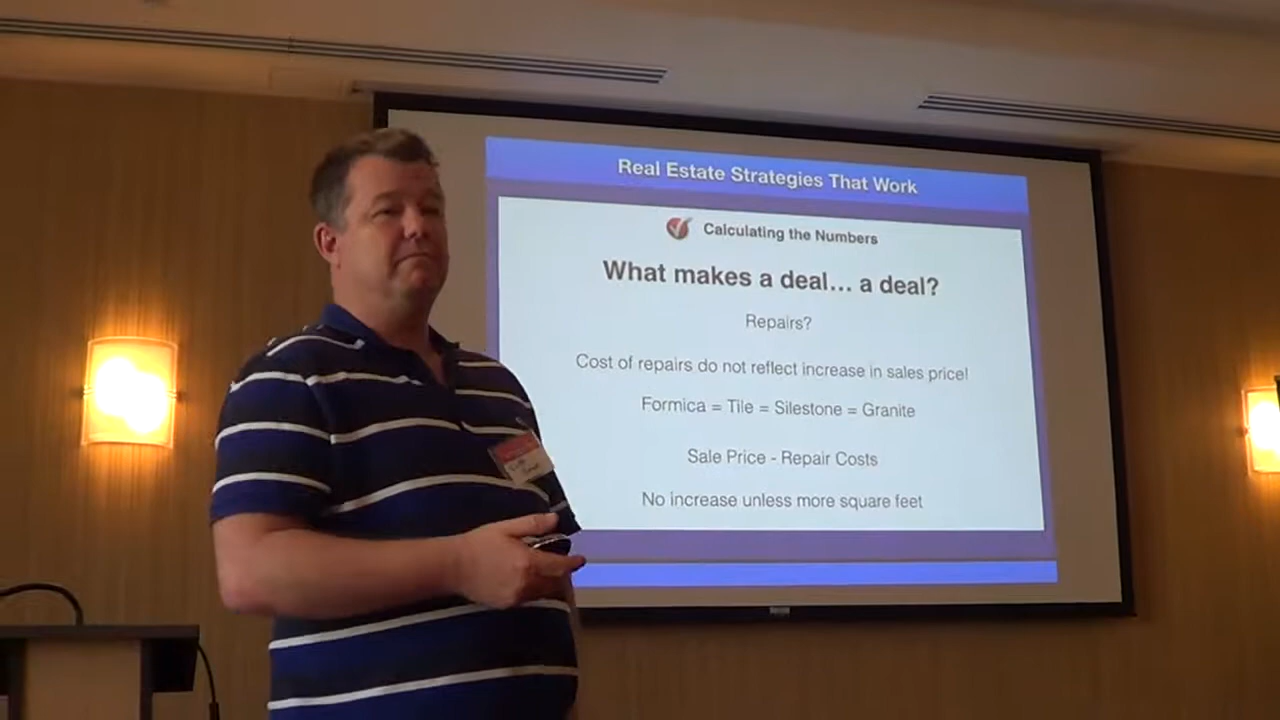 Real Estate Strategies That Work
Calculating the Numbers
What makes a deal... a deal?
Repairs?
Cost of repairs do not reflect increase in sales price!
Formica = Tile = Silestone = Granite
Sale Price - Repair Costs
No increase unless more square feet